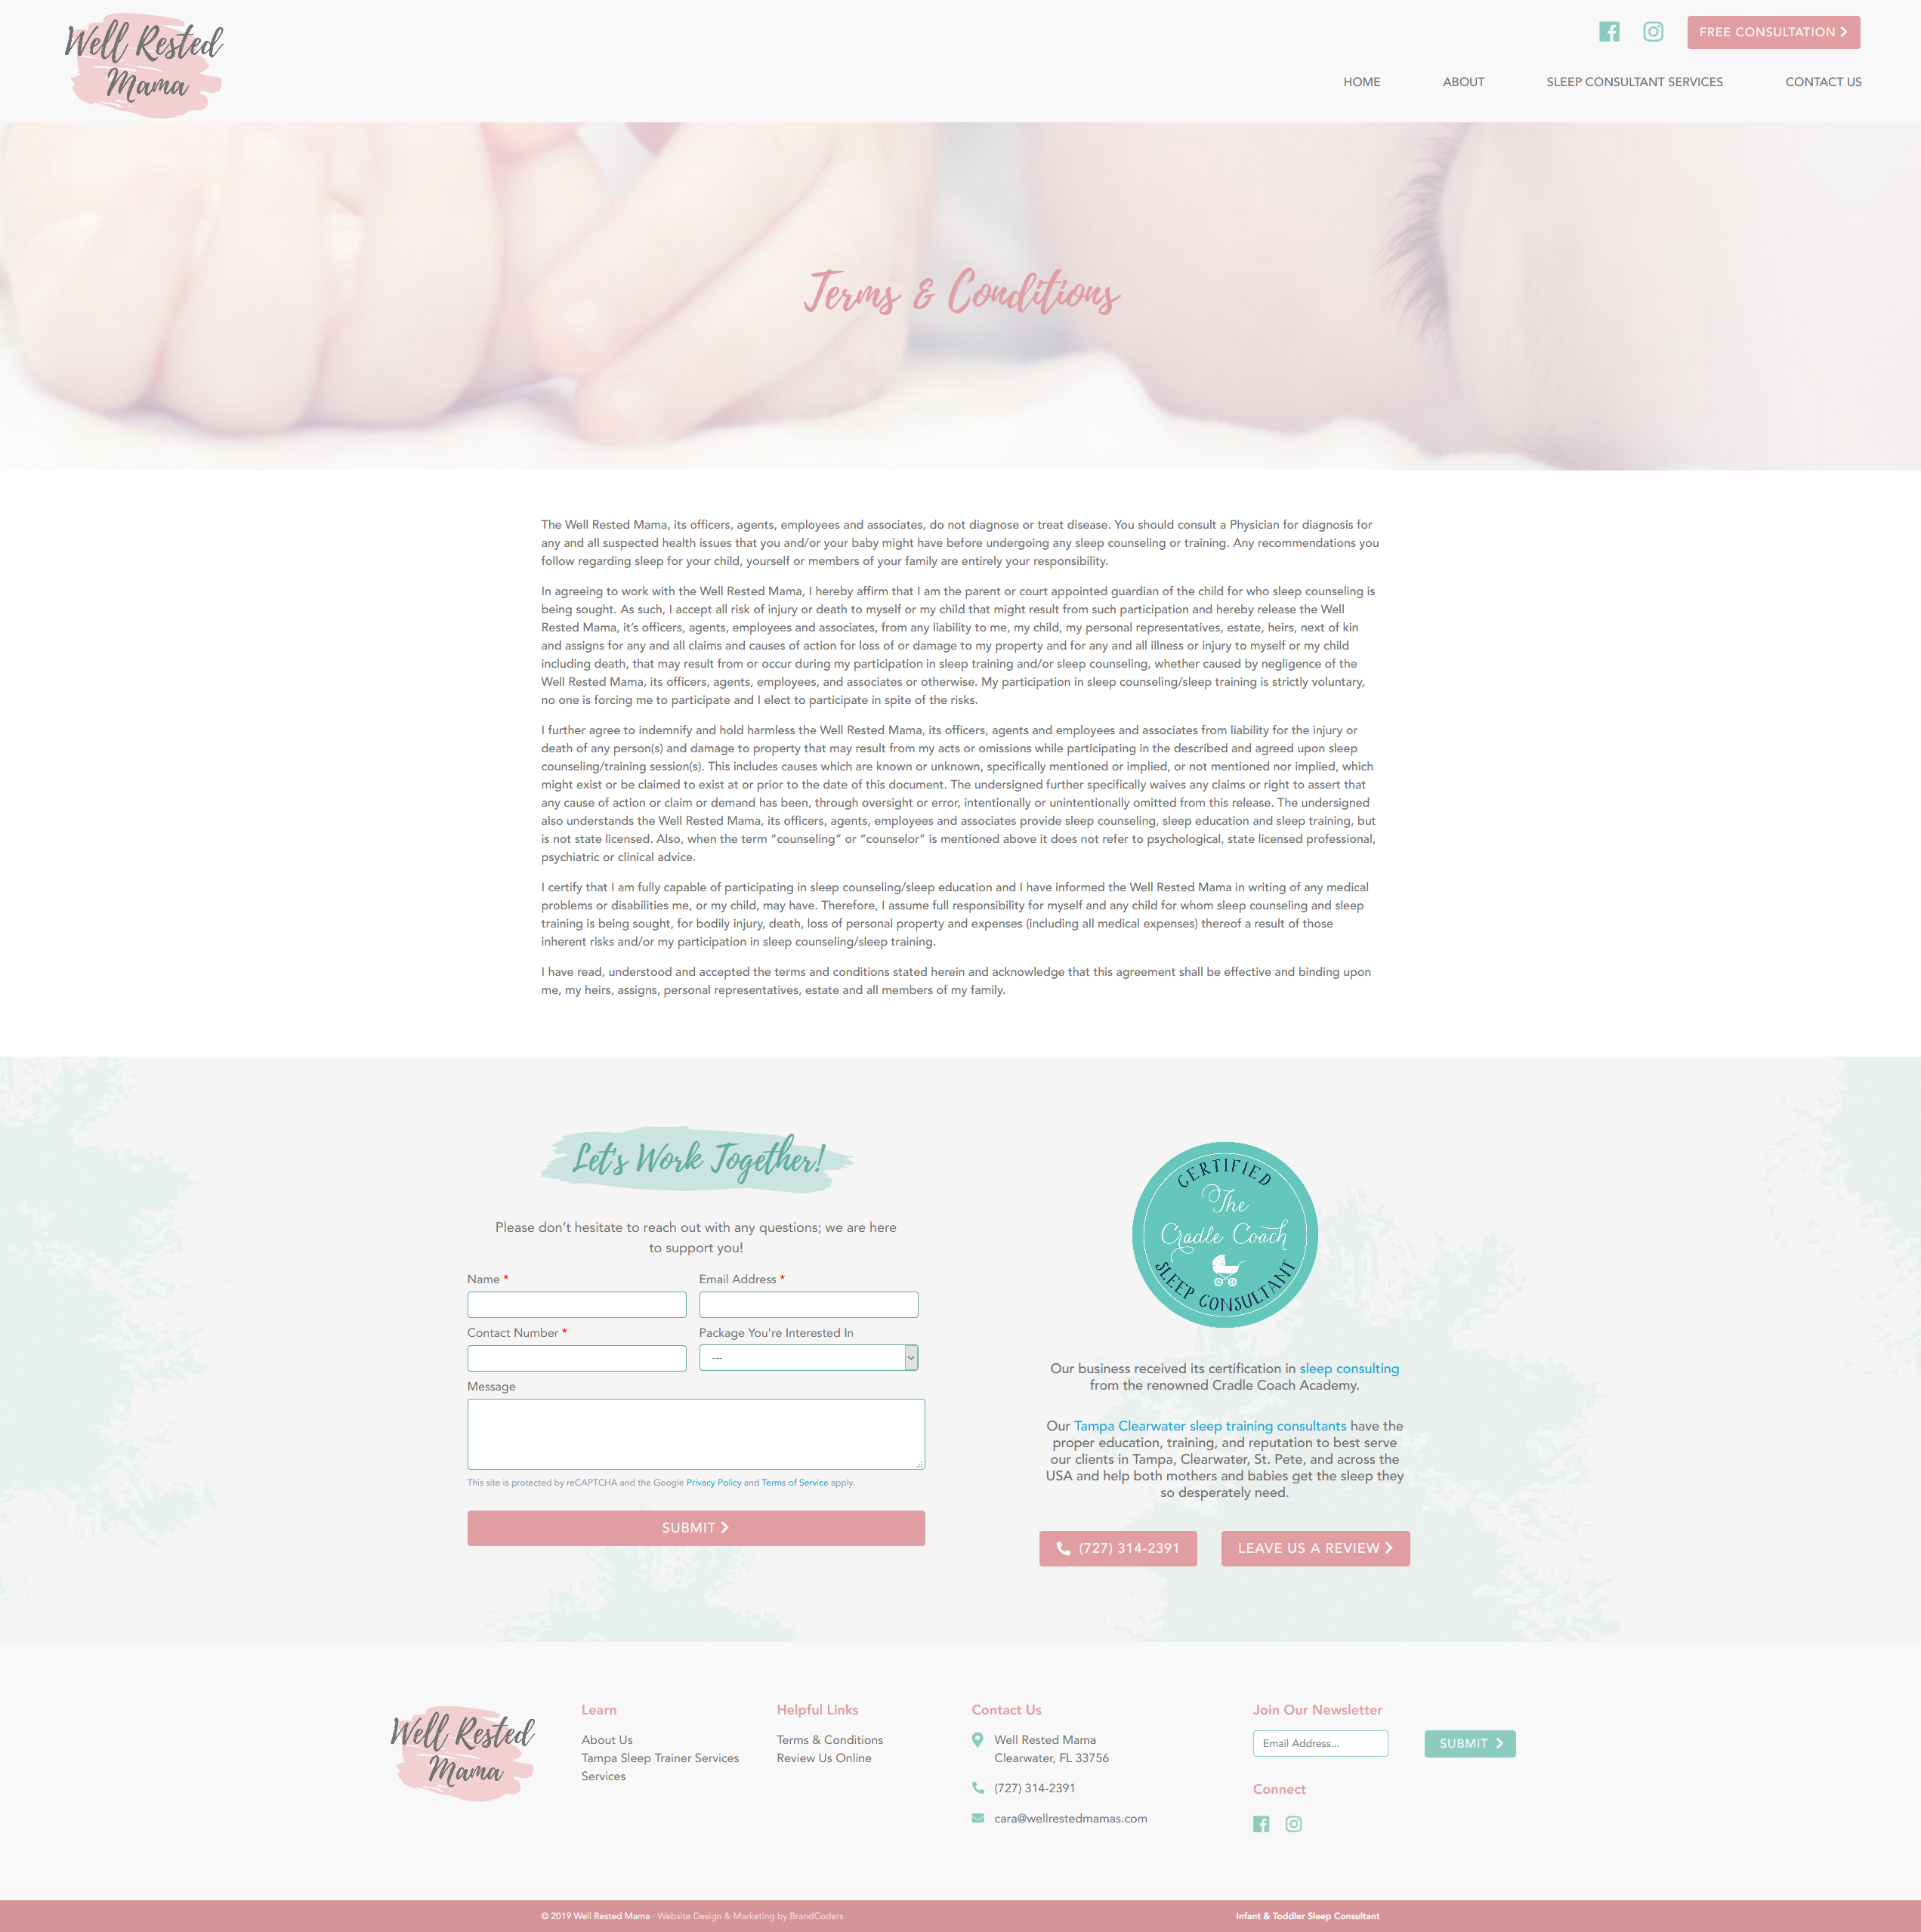 Well Rested
Mama
FREE CONSULTATION
HOME
ABOUT
SLEEP CONSULTANT SERVICES
CONTACT US
Terms & Conditions
The Well Rested Mama, its officers, agents, employees and associates, do not diagnose or treat disease. You should consult a Physician for diagnosis for
any and all suspected health issues that you and/or your baby might have before undergoing any sleep counseling or training. Any recommendations you
follow regarding sleep for your child, yourself or members of your family are entirely your responsibility.
In agreeing to work with the Well Rested Mama, I hereby affirm that I am the parent or court appointed guardian of the child for who sleep counseling is
being sought. As such, I accept all risk of injury or death to myself or my child that might result from such participation and hereby release the Well
Rested Mama, it’s officers, agents, employees and associates, from any liability to me, my child, my personal representatives, estate, heirs, next of kin
and assigns for any and all claims and causes of action for loss of or damage to my property and for any and all illness or injury to myself or my child
including death, that may result from or occur during my participation in sleep training and/or sleep counseling, whether caused by negligence of the
Well Rested Mama, its officers, agents, employees, and associates or otherwise. My participation in sleep counseling/sleep training is strictly voluntary,
no one is forcing me to participate and I elect to participate in spite of the risks.
I further agree to indemnify and hold harmless the Well Rested Mama, its officers, agents and employees and associates from liability for the injury or
death of any person(s) and damage to property that may result from my acts or omissions while participating in the described and agreed upon sleep
counseling/training session(s). This includes causes which are known or unknown, specifically mentioned or implied, or not mentioned nor implied, which
might exist or be claimed to exist at or prior to the date of this document. The undersigned further specifically waives any claims or right to assert that
any cause of action or claim or demand has been, through oversight or error, intentionally or unintentionally omitted from this release. The undersigned
also understands the Well Rested Mama, its officers, agents, employees and associates provide sleep counseling, sleep education and sleep training, but
is not state licensed. Also, when the term “counseling” or “counselor” is mentioned above it does not refer to psychological, state licensed professional,
psychiatric or clinical advice.
I certify that I am fully capable of participating in sleep counseling/sleep education and I have informed the Well Rested Mama in writing of any medical
problems or disabilities me, or my child, may have. Therefore, I assume full responsibility for myself and any child for whom sleep counseling and sleep
training is being sought, for bodily injury, death, loss of personal property and expenses (including all medical expenses) thereof a result of those
inherent risks and/or my participation in sleep counseling/sleep training.
I have read, understood and accepted the terms and conditions stated herein and acknowledge that this agreement shall be effective and binding upon
me, my heirs, assigns, personal representatives, estate and all members of my family.
Let's Work Together!
Please don’t hesitate to reach out with any questions; we are here
to support you!
Name *
Email Address *
Contact Number *
Package You're Interested In
---
Message
This site is protected by reCAPTCHA and the Google Privacy Policy and Terms of Service apply.
SUBMIT
CERTIFIED
The
Cradle Coach
SLEEP CONSULTANT
Our business received its certification in sleep consulting
from the renowned Cradle Coach Academy.
Our Tampa Clearwater sleep training consultants have the
proper education, training, and reputation to best serve
our clients in Tampa, Clearwater, St. Pete, and across the
USA and help both mothers and babies get the sleep they
so desperately need.
(727) 314-2391
LEAVE US A REVIEW
Well Rested
Mama
Learn
About Us
Tampa Sleep Trainer Services
Services
Helpful Links
Terms & Conditions
Review Us Online
Contact Us
Well Rested Mama
Clearwater, FL 33756
(727) 314-2391
cara@wellrestedmamas.com
Join Our Newsletter
Email Address...
SUBMIT
Connect
© 2019 Well Rested Mama · Website Design & Marketing by BrandCoders
Infant & Toddler Sleep Consultant